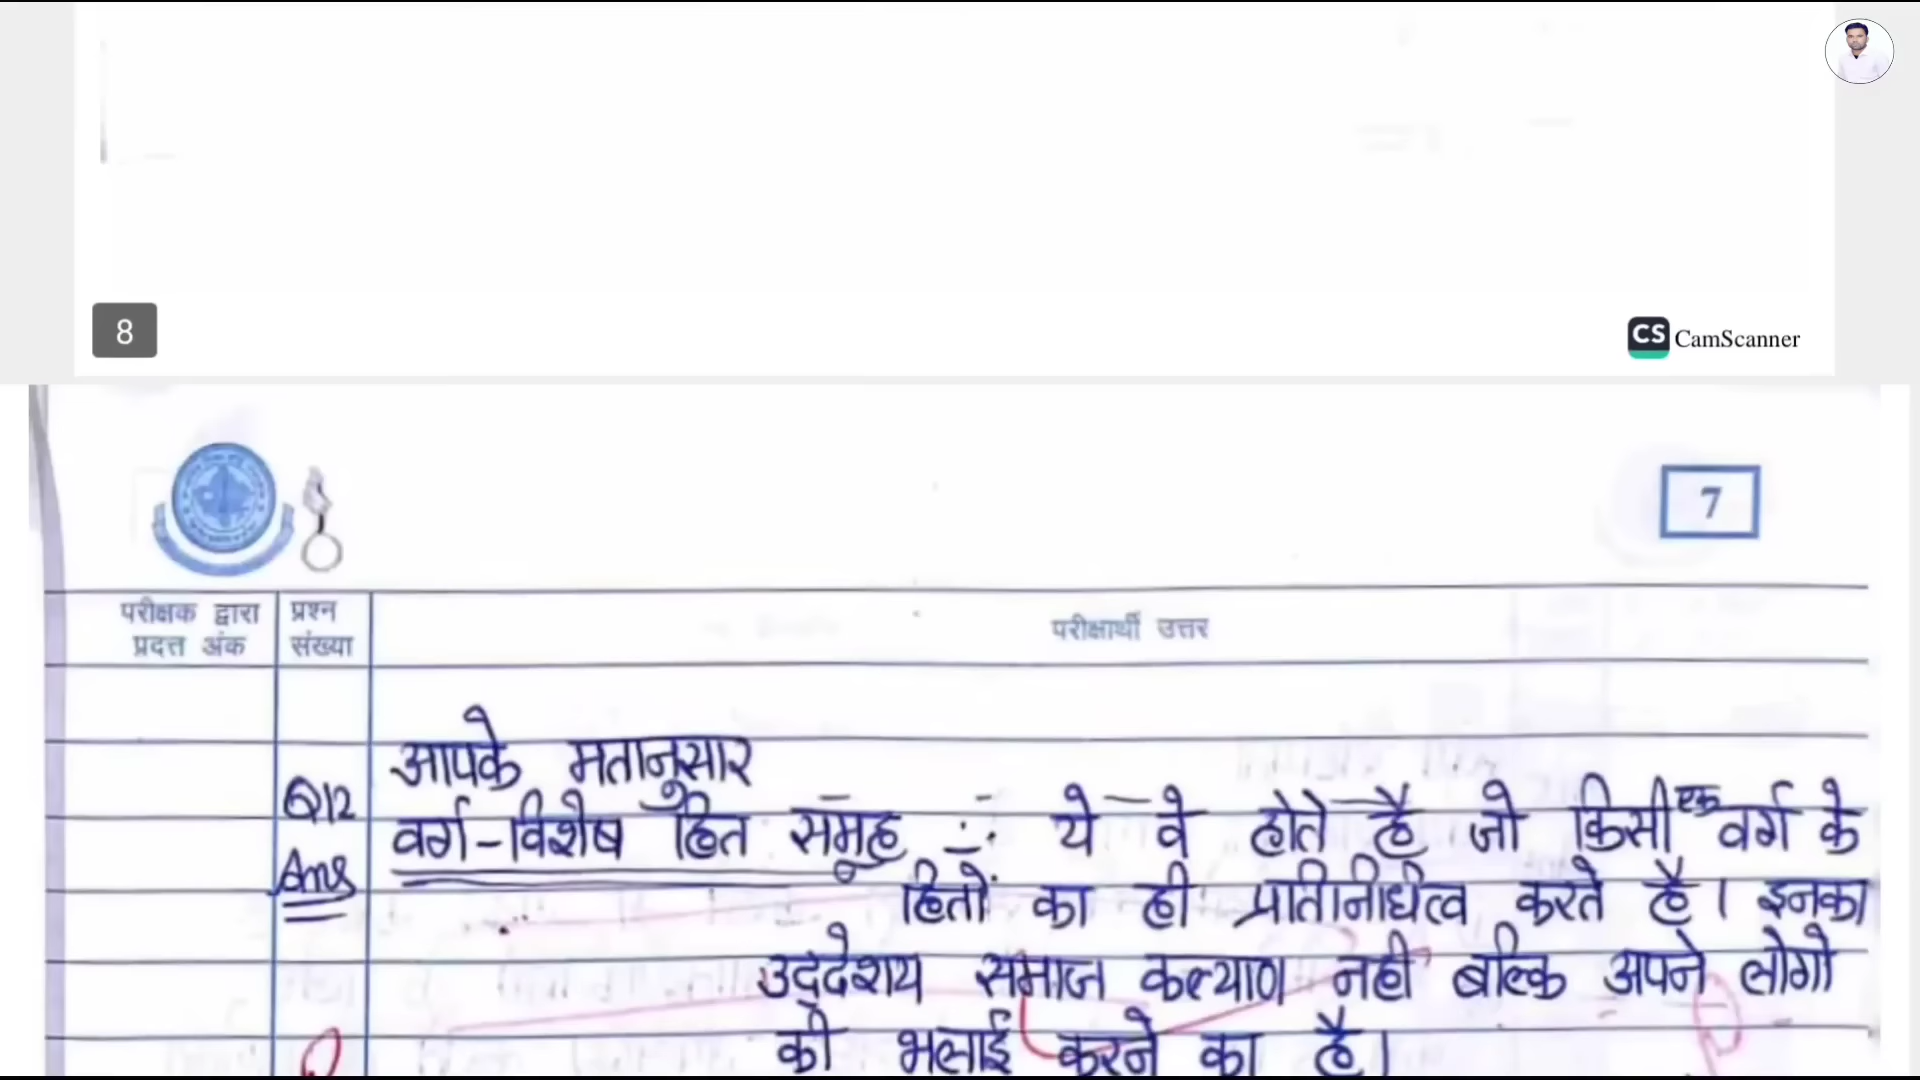 8
CS CamScanner
7
परीक्षक द्वारा प्रदत्त अंक
प्रश्न संख्या
परीक्षार्थी उत्तर
आपके मतानुसार
Q12 वर्ग-विशेष हित समूह :- ये वे होते है जो किसी एक वर्ग के
Ans हितों का ही प्रतिनीधित्व करते है। इनका
उद्देशय समाज कल्याण नही बल्कि अपने लोगो
की भलाई करने का है।